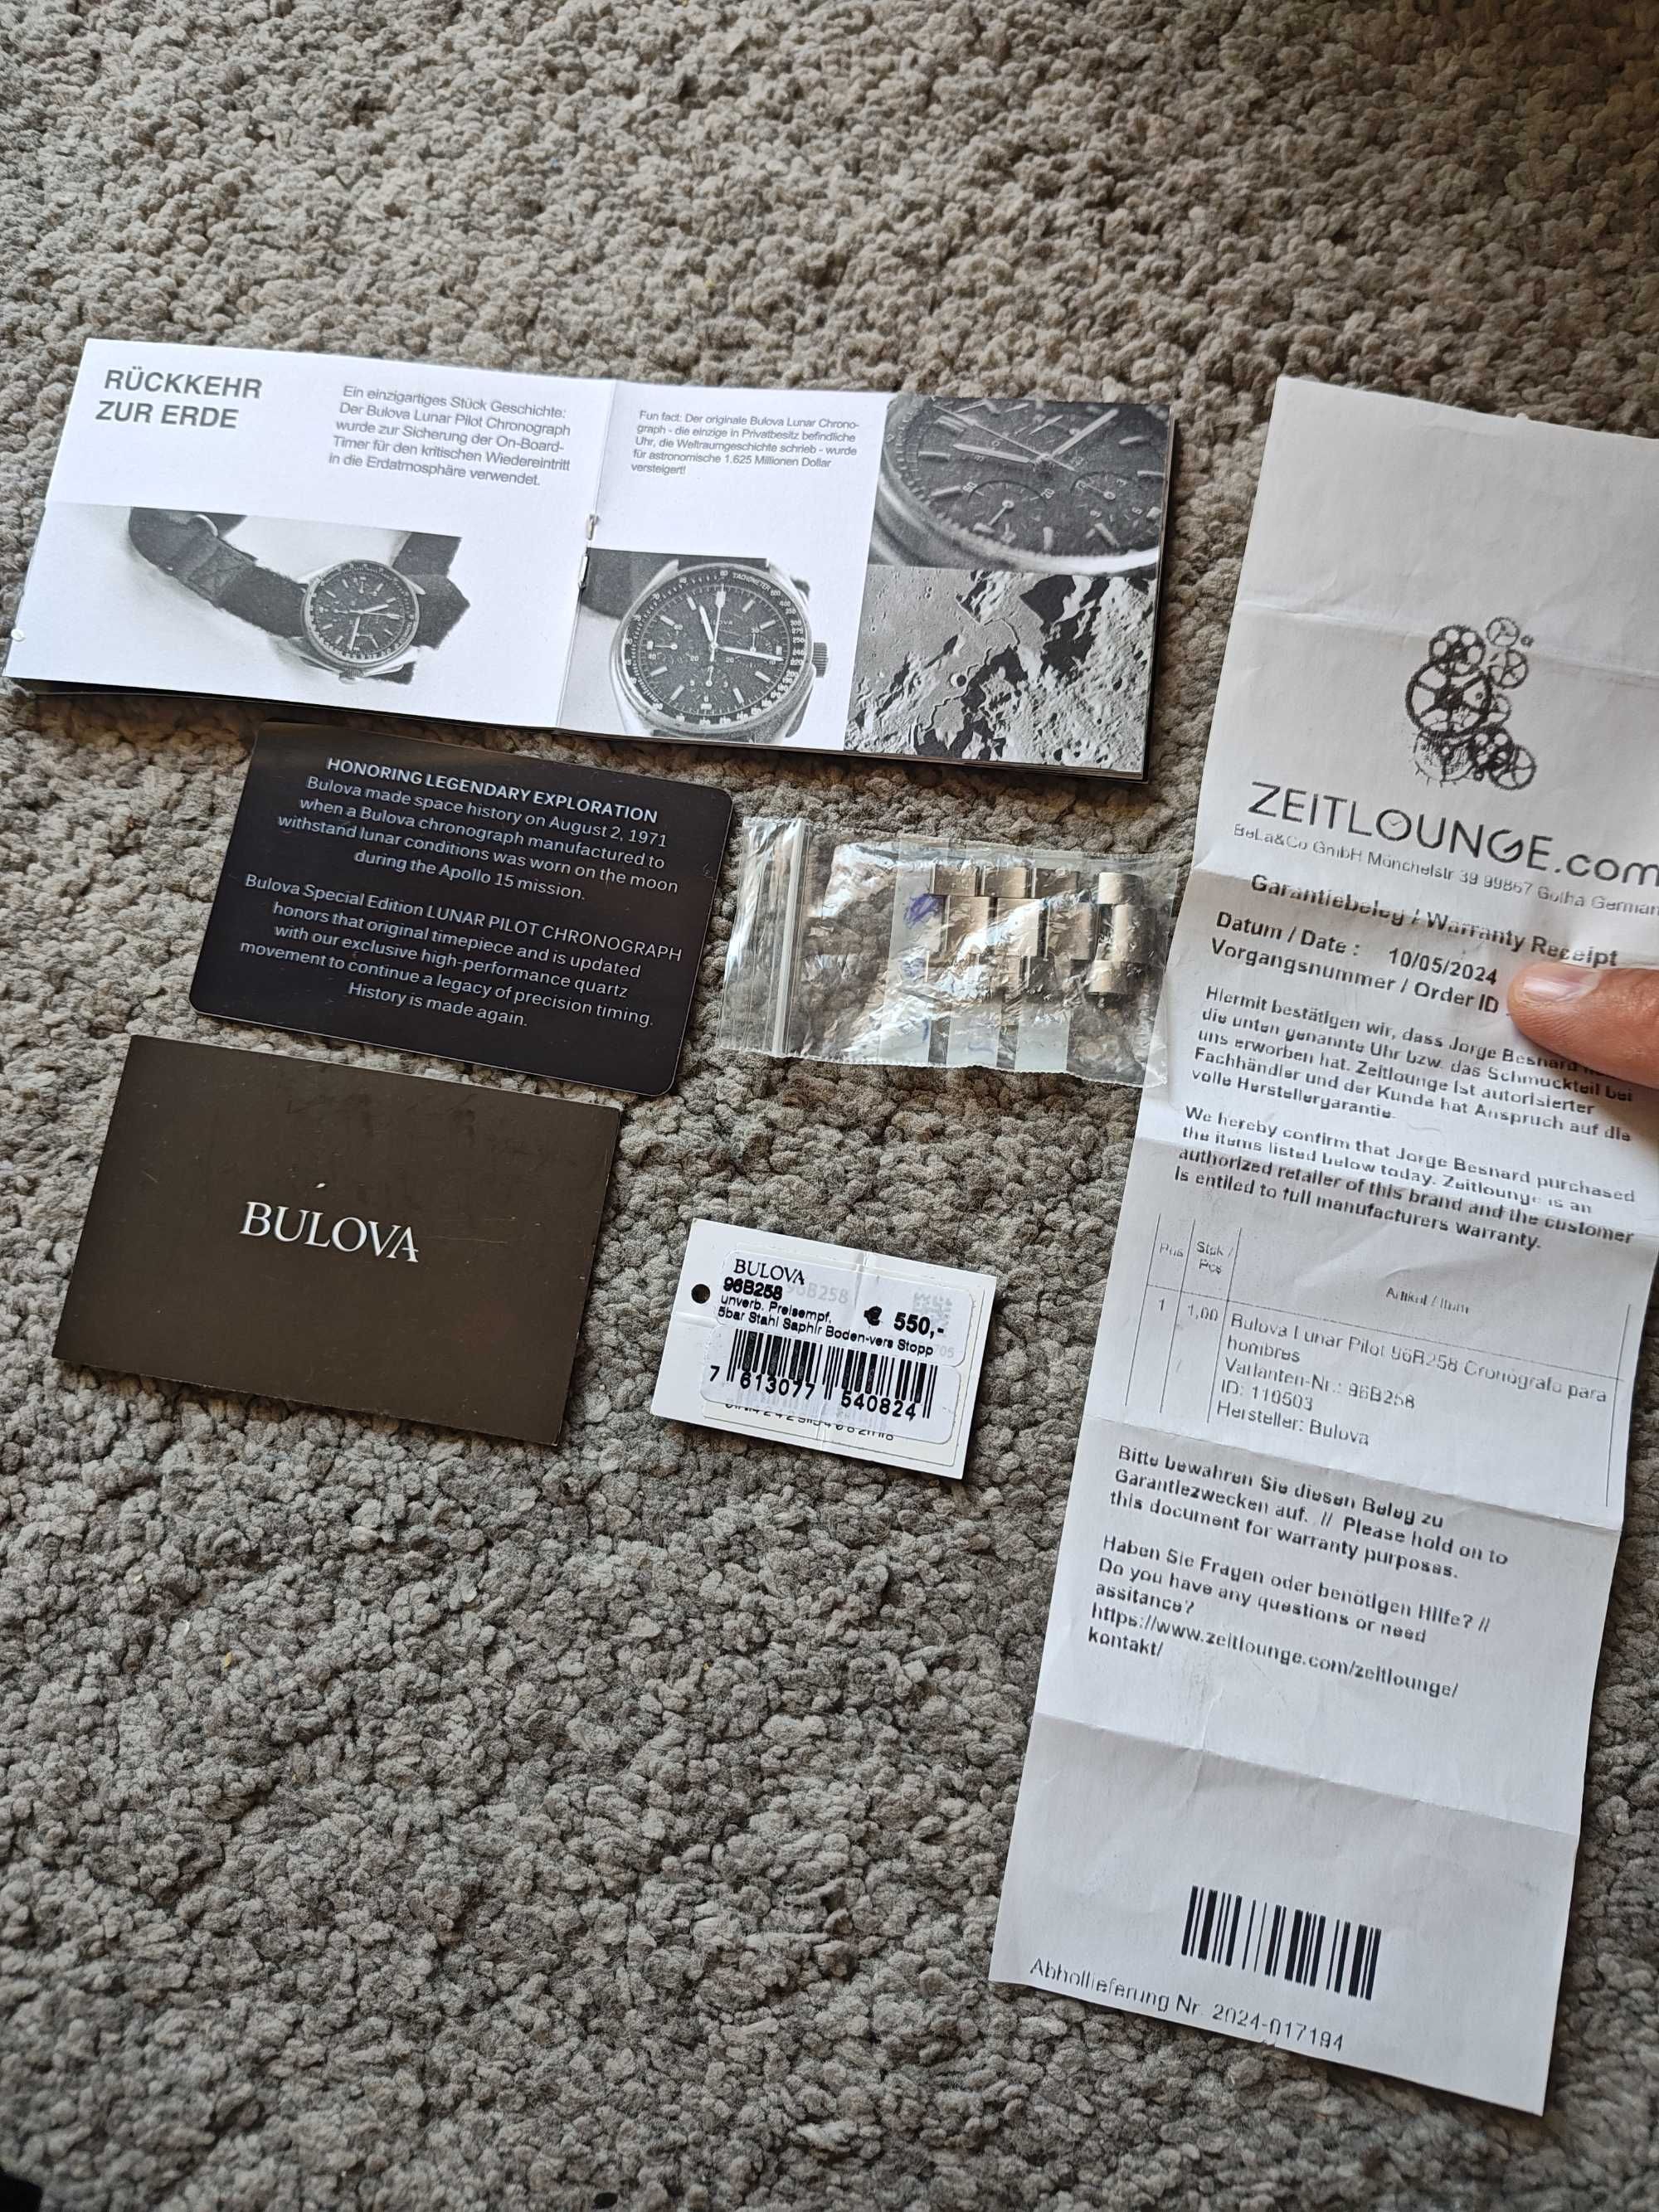 RÜCKKEHR
ZUR ERDE
Ein einzigartiges Stück Geschichte:
Der Bulova Lunar Pilot Chronograph
wurde zur Sicherung der On-Board-
Timer für den kritischen Wiedereintritt
in die Erdatmosphäre verwendet.
Fun fact: Der originale Bulova Lunar Chrono-
graph - die einzige in Privatbesitz befindliche
Uhr, die Weltraumgeschichte schrieb - wurde
für astronomische 1.625 Millionen Dollar
versteigert!
HONORING LEGENDARY EXPLORATION
Bulova made space history on August 2, 1971
when a Bulova chronograph manufactured to
withstand lunar conditions was worn on the moon
during the Apollo 15 mission.
Bulova Special Edition LUNAR PILOT CHRONOGRAPH
honors that original timepiece and is updated
with our exclusive high-performance quartz
movement to continue a legacy of precision timing.
History is made again.
BULOVA
BULOVA
96B258
unverb. Preisempf. € 550,-
5bar Stahl Saphir Boden-vers Stopp
7 613077 540824
ZEITLOUNGE.com
BeLa&Co GmbH Münchelstr 39 99867 Gotha German
Garantiebeleg / Warranty Receipt
Datum / Date : 10/05/2024
Vorgangsnummer / Order ID
Hiermit bestätigen wir, dass Jorge Besnard
die unten genannte Uhr bzw. das Schmuckteil bei
uns erworben hat. Zeitlounge ist autorisierter
Fachhändler und der Kunde hat Anspruch auf die
volle Herstellergarantie.
We hereby confirm that Jorge Besnard purchased
the items listed below today. Zeitlounge is an
authorized retailer of this brand and the customer
is entiled to full manufacturers warranty.
Pos Stck / Pcs Artikel / Item
1 1,00 Bulova Lunar Pilot 96B258 Cronógrafo para
hombres
Varianten-Nr.: 96B258
ID: 110503
Hersteller: Bulova
Bitte bewahren Sie diesen Beleg zu
Garantiezwecken auf. // Please hold on to
this document for warranty purposes.
Haben Sie Fragen oder benötigen Hilfe? //
Do you have any questions or need
assitance?
https://www.zeitlounge.com/zeitlounge/
kontakt/
Abhollieferung Nr. 2024-017194